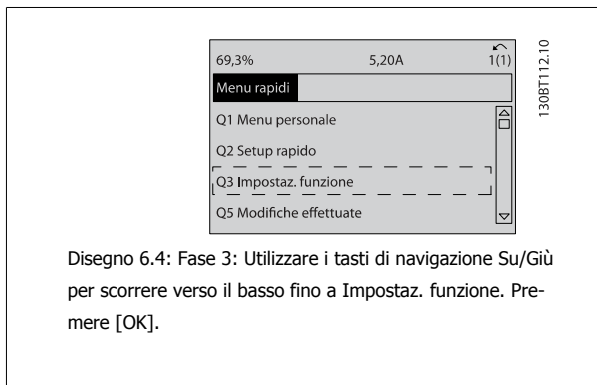 69,3% 5,20A 1(1)
Menu rapidi
Q1 Menu personale
Q2 Setup rapido
Q3 Impostaz. funzione
Q5 Modifiche effettuate
130BT112.10
Disegno 6.4: Fase 3: Utilizzare i tasti di navigazione Su/Giù
per scorrere verso il basso fino a Impostaz. funzione. Pre-
mere [OK].